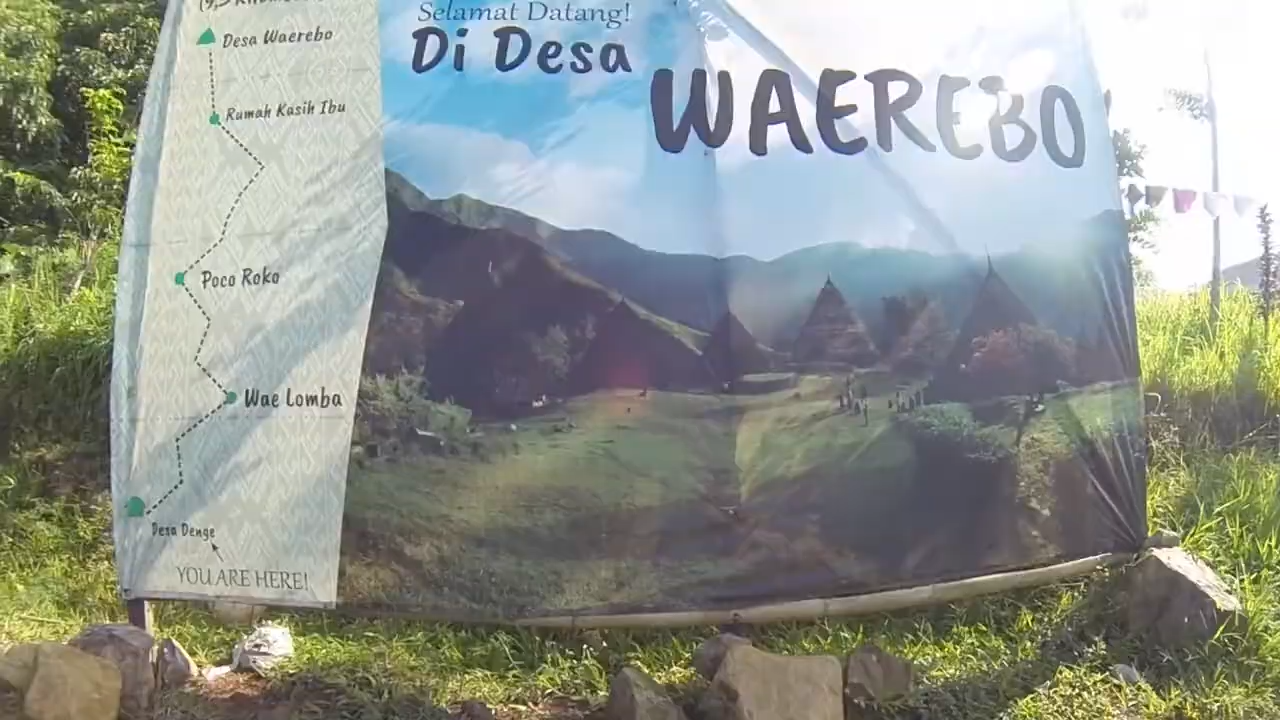 Desa Waerebo
Rumah Kasih Ibu
Poco Roko
Wae Lomba
Desa Denge
YOU ARE HERE!
Selamat Datang!
Di Desa
WAEREBO